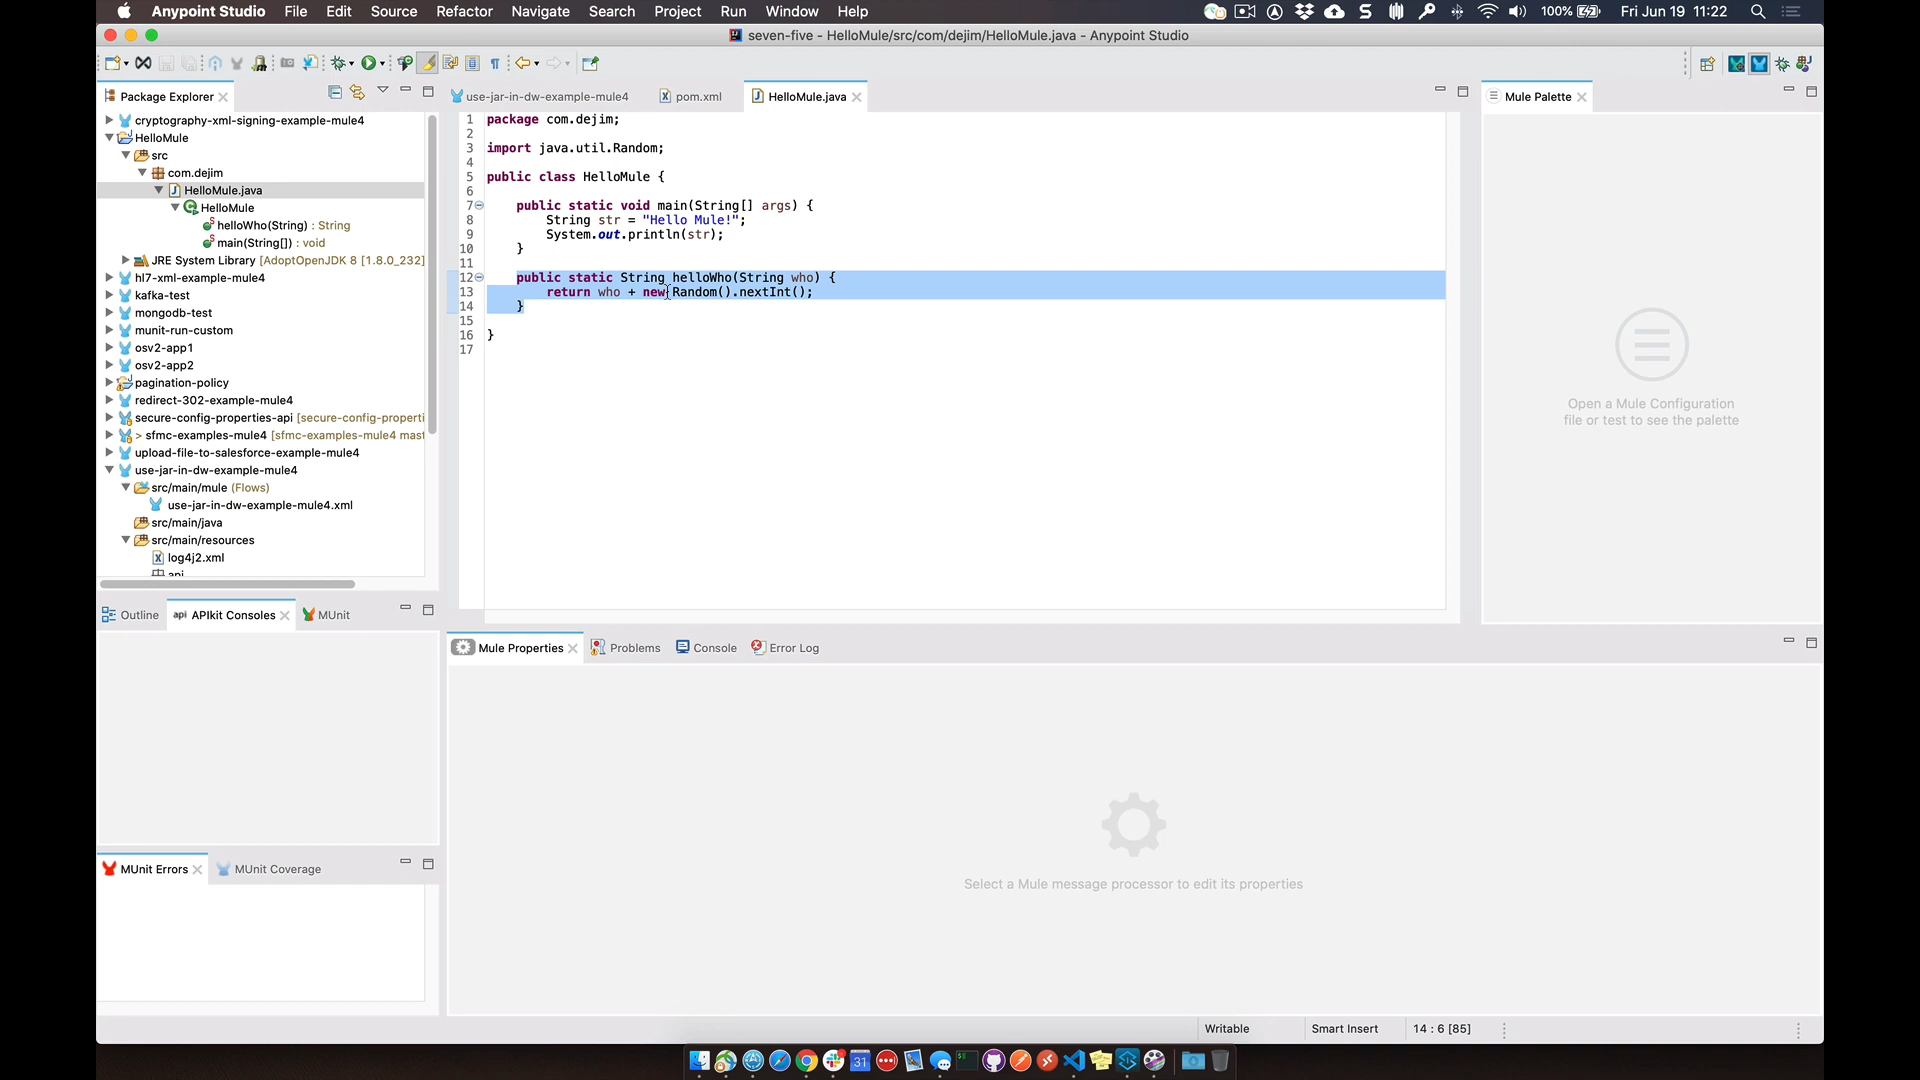 Anypoint Studio File Edit Source Refactor Navigate Search Project Run Window Help 100% Fri Jun 19 11:22
seven-five - HelloMule/src/com/dejim/HelloMule.java - Anypoint Studio
Package Explorer
cryptography-xml-signing-example-mule4
HelloMule
src
com.dejim
HelloMule.java
HelloMule
helloWho(String) : String
main(String[]) : void
JRE System Library [AdoptOpenJDK 8 [1.8.0_232]
hl7-xml-example-mule4
kafka-test
mongodb-test
munit-run-custom
osv2-app1
osv2-app2
pagination-policy
redirect-302-example-mule4
secure-config-properties-api [secure-config-properti
> sfmc-examples-mule4 [sfmc-examples-mule4 mast
upload-file-to-salesforce-example-mule4
use-jar-in-dw-example-mule4
src/main/mule (Flows)
use-jar-in-dw-example-mule4.xml
src/main/java
src/main/resources
log4j2.xml
api
use-jar-in-dw-example-mule4 pom.xml HelloMule.java
1 package com.dejim;
2
3 import java.util.Random;
4
5 public class HelloMule {
6
7 public static void main(String[] args) {
8 String str = "Hello Mule!";
9 System.out.println(str);
10 }
11
12 public static String helloWho(String who) {
13 return who + new Random().nextInt();
14 }
15
16 }
17
Mule Palette
Open a Mule Configuration
file or test to see the palette
Outline api APIkit Consoles MUnit
Mule Properties Problems Console Error Log
Select a Mule message processor to edit its properties
MUnit Errors MUnit Coverage
Writable Smart Insert 14 : 6 [85]
31